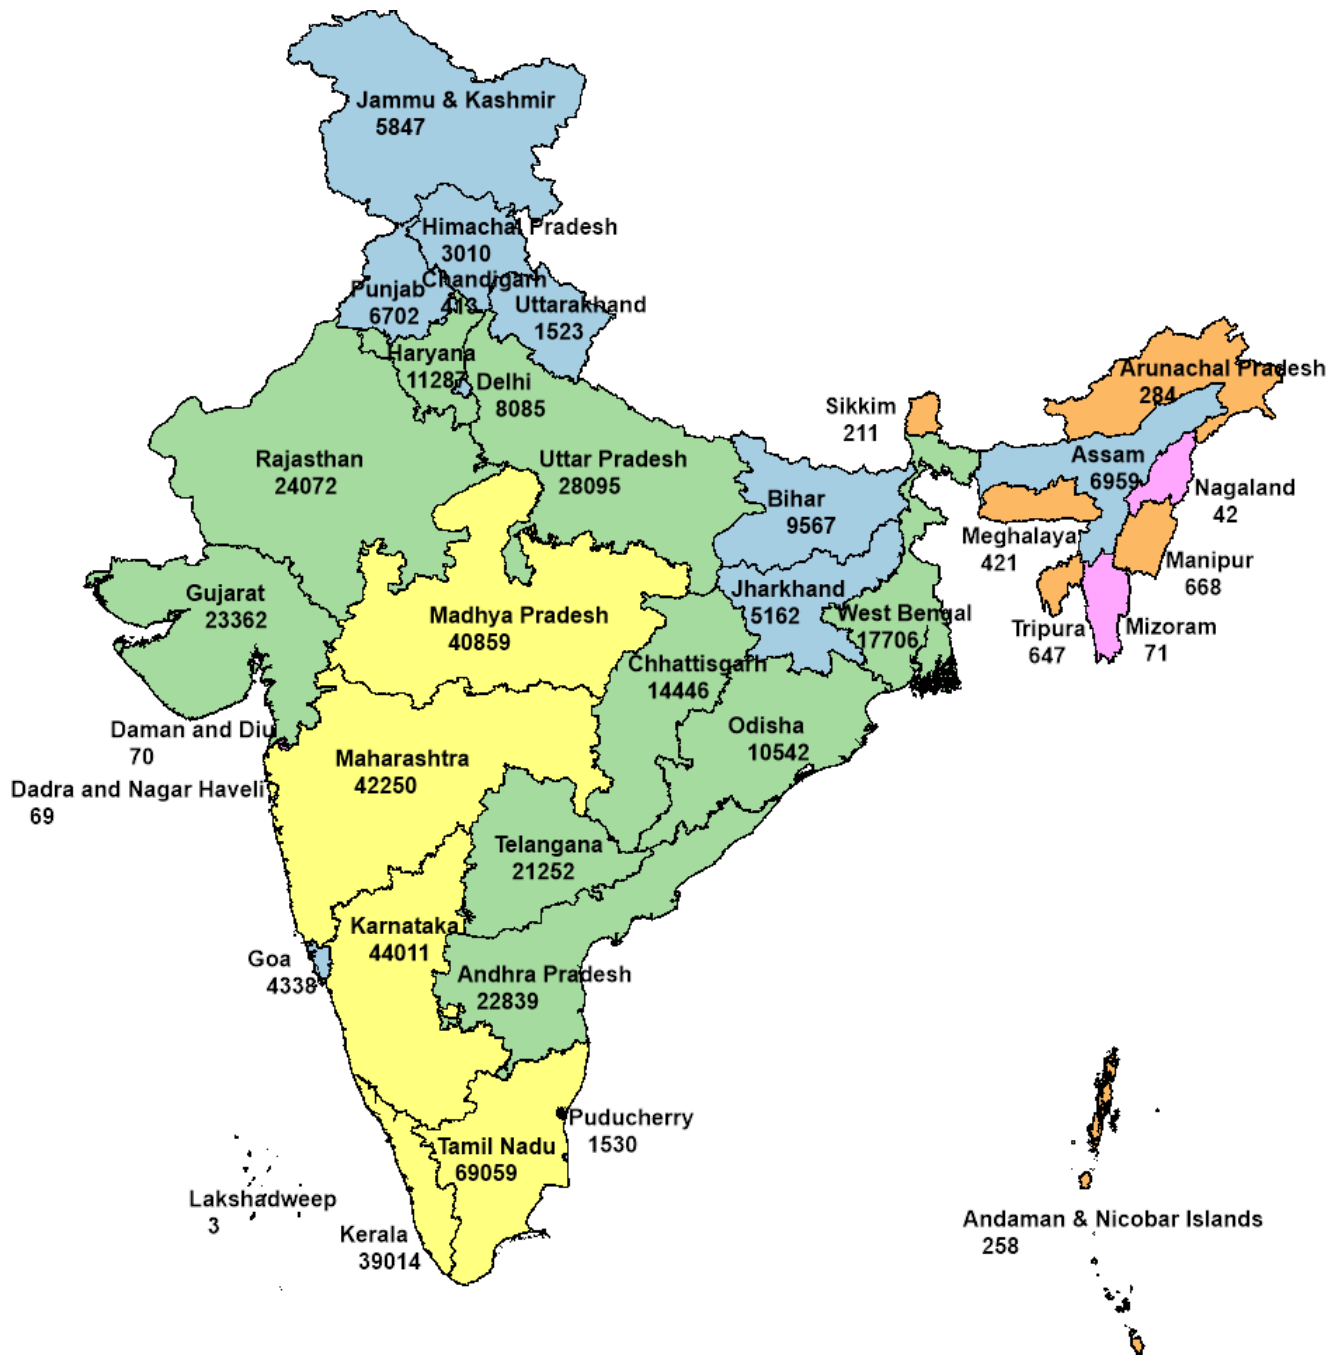 Jammu & Kashmir
5847
Himachal Pradesh
3010
Chandigarh
413
Punjab
6702
Uttarakhand
1523
Haryana
11287
Delhi
8085
Arunachal Pradesh
284
Sikkim
211
Rajasthan
24072
Uttar Pradesh
28095
Assam
6959
Bihar
9567
Nagaland
42
Meghalaya
421
Manipur
668
Gujarat
23362
Jharkhand
5162
Madhya Pradesh
40859
West Bengal
17706
Tripura
647
Mizoram
71
Chhattisgarh
14446
Daman and Diu
70
Odisha
10542
Maharashtra
42250
Dadra and Nagar Haveli
69
Telangana
21252
Karnataka
44011
Goa
4338
Andhra Pradesh
22839
Puducherry
1530
Tamil Nadu
69059
Lakshadweep
3
Kerala
39014
Andaman & Nicobar Islands
258